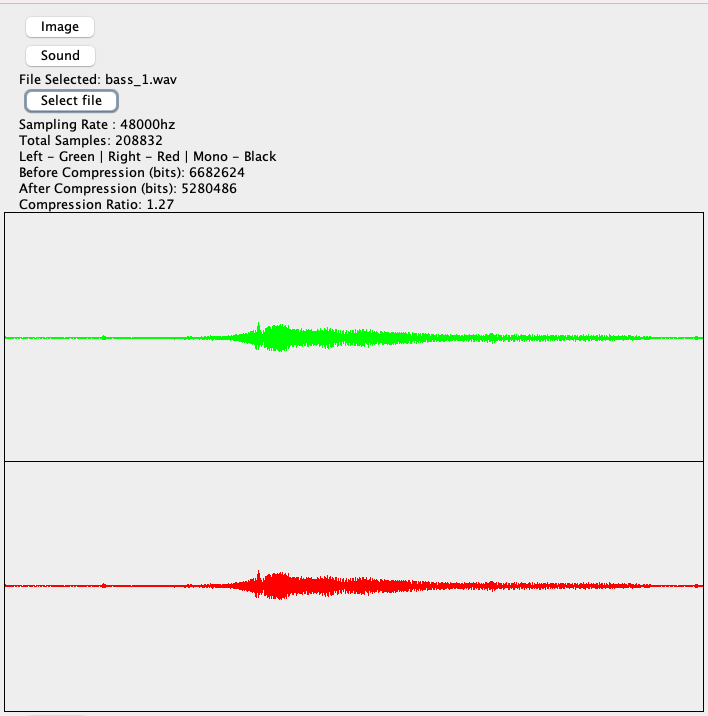 Image
Sound
File Selected: bass_1.wav
Select file
Sampling Rate : 48000hz
Total Samples: 208832
Left - Green | Right - Red | Mono - Black
Before Compression (bits): 6682624
After Compression (bits): 5280486
Compression Ratio: 1.27